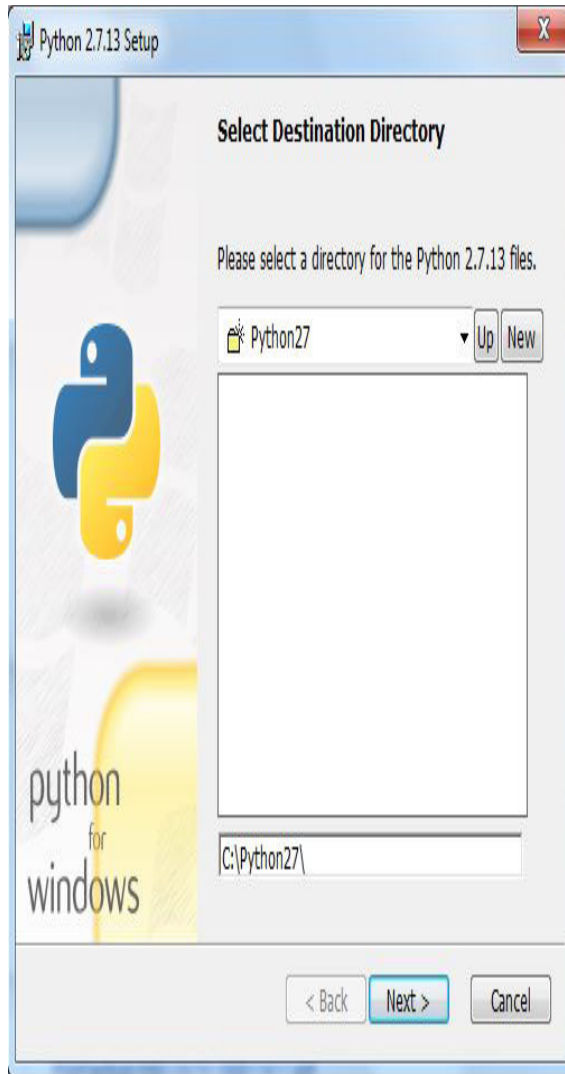 Python 2.7.13 Setup
X
Select Destination Directory
Please select a directory for the Python 2.7.13 files.
Python27
Up New
python
for
windows
C:\Python27\
< Back Next > Cancel